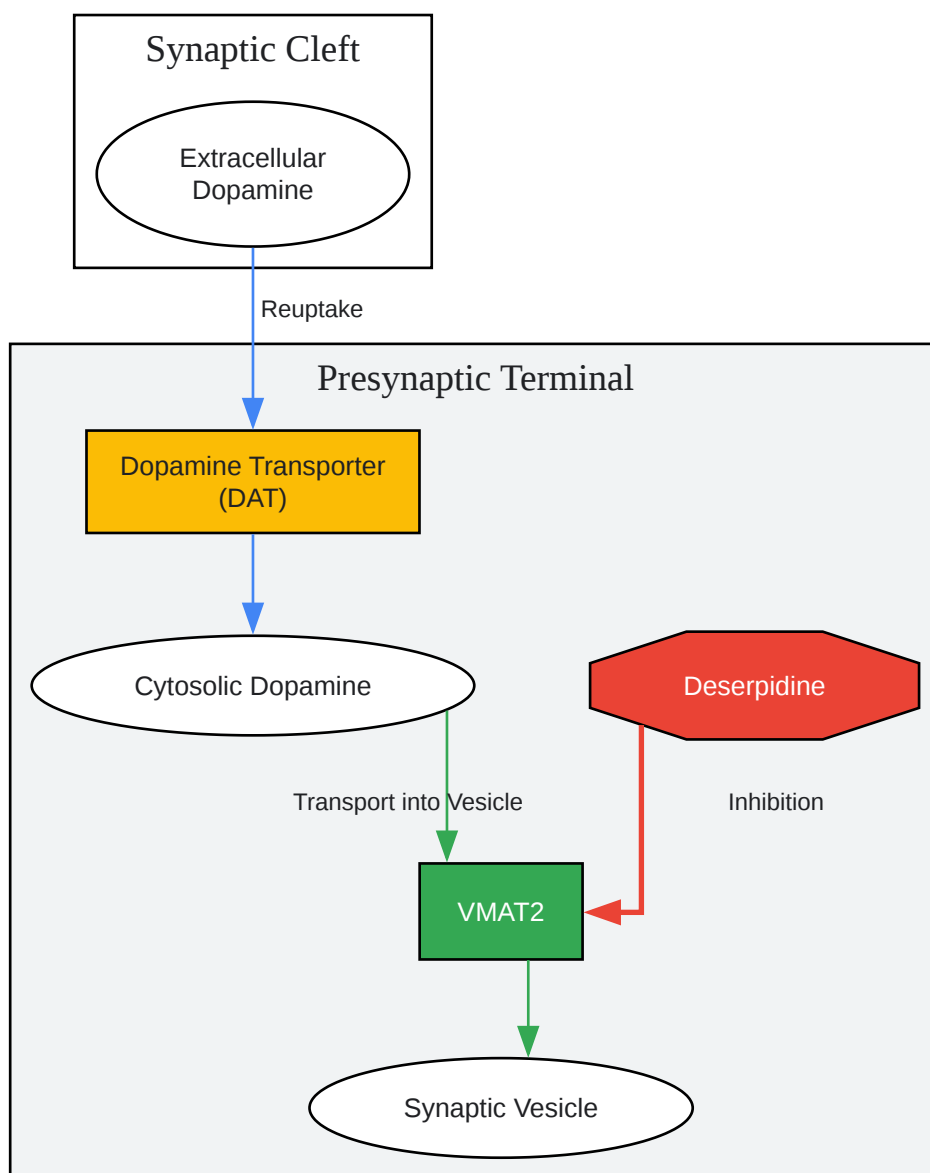 Synaptic Cleft
Extracellular
Dopamine
Reuptake
Presynaptic Terminal
Dopamine Transporter
(DAT)
Cytosolic Dopamine
Deserpidine
Transport into Vesicle
Inhibition
VMAT2
Synaptic Vesicle